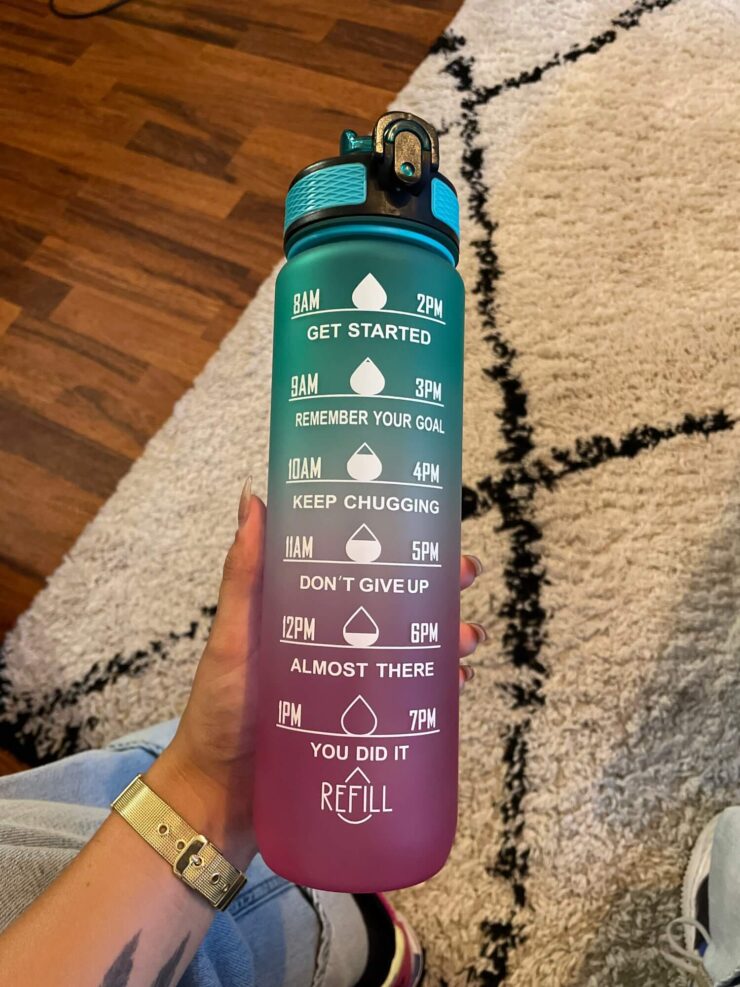 8AM 2PM
GET STARTED
9AM 3PM
REMEMBER YOUR GOAL
10AM 4PM
KEEP CHUGGING
11AM 5PM
DON'T GIVE UP
12PM 6PM
ALMOST THERE
1PM 7PM
YOU DID IT
REFILL